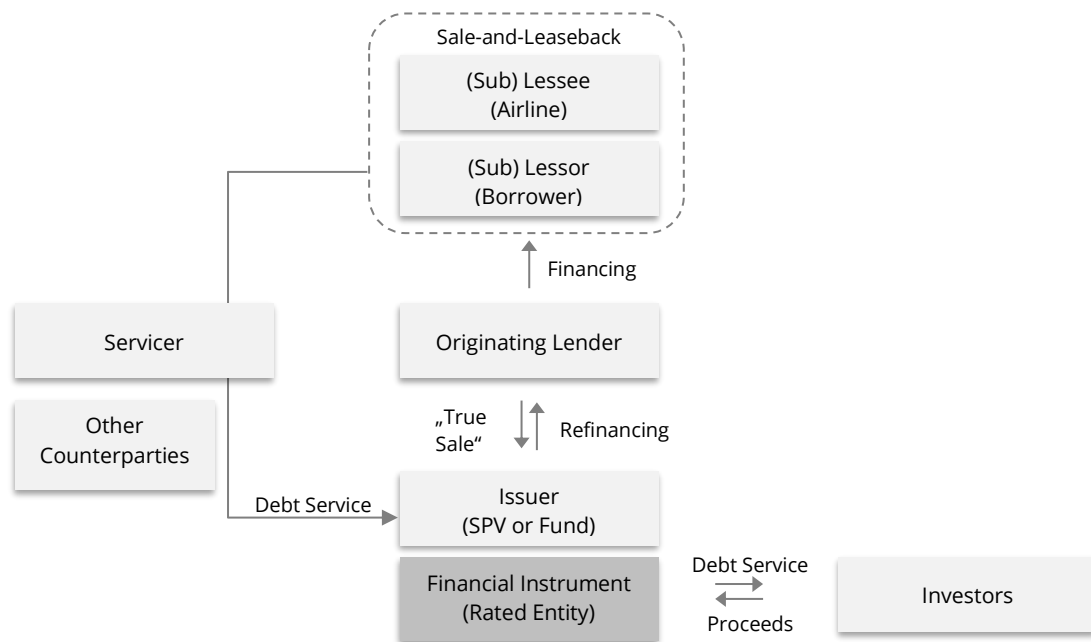 Sale-and-Leaseback
(Sub) Lessee
(Airline)
(Sub) Lessor
(Borrower)
Financing
Servicer
Originating Lender
Other
Counterparties
„True
Sale“
Refinancing
Debt Service
Issuer
(SPV or Fund)
Financial Instrument
(Rated Entity)
Debt Service
Proceeds
Investors